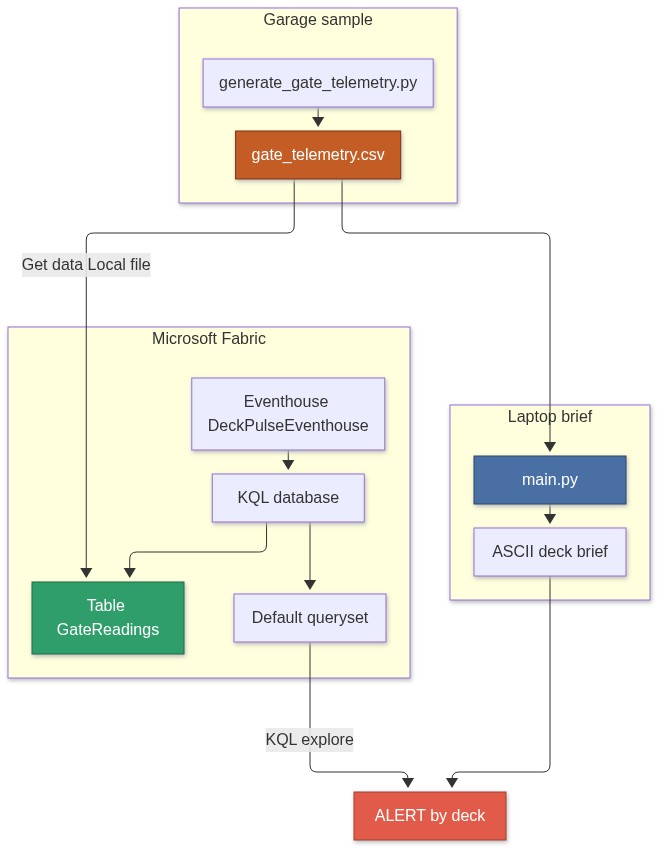 Garage sample
generate_gate_telemetry.py
gate_telemetry.csv
Get data Local file
Microsoft Fabric
Eventhouse
DeckPulseEventhouse
KQL database
Table
GateReadings
Default queryset
Laptop brief
main.py
ASCII deck brief
KQL explore
ALERT by deck